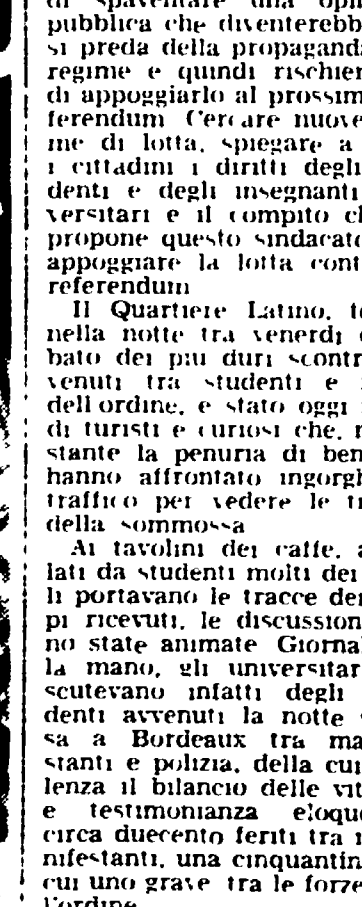 di spaventare una opin
pubblica che diventerebb
si preda della propaganda
regime e quindi rischier
di appoggiarlo al prossim
ferendum Cercare nuove
me di lotta, spiegare a
i cittadini i diritti degli
denti e degli insegnanti
versitari e il compito ch
propone questo sindacato
appoggiare la lotta cont
referendum
Il Quartiere Latino, te
nella notte tra venerdi e
bato dei piu duri scontr
venuti tra studenti e
dell'ordine, e stato oggi
di turisti e curiosi che, n
stante la penuria di ben
hanno affrontato ingorgh
traffico per vedere le tr
della sommossa
Ai tavolini dei caffe, a
lati da studenti molti dei
li portavano le tracce dei
pi ricevuti, le discussion
no state animate Giornal
la mano, gli universitar
scutevano infatti degli
denti avvenuti la notte
sa a Bordeaux tra ma
stanti e polizia, della cui
lenza il bilancio delle vit
e testimonianza eloque
circa duecento feriti tra i
nifestanti, una cinquantin
cui uno grave tra le forze
l'ordine